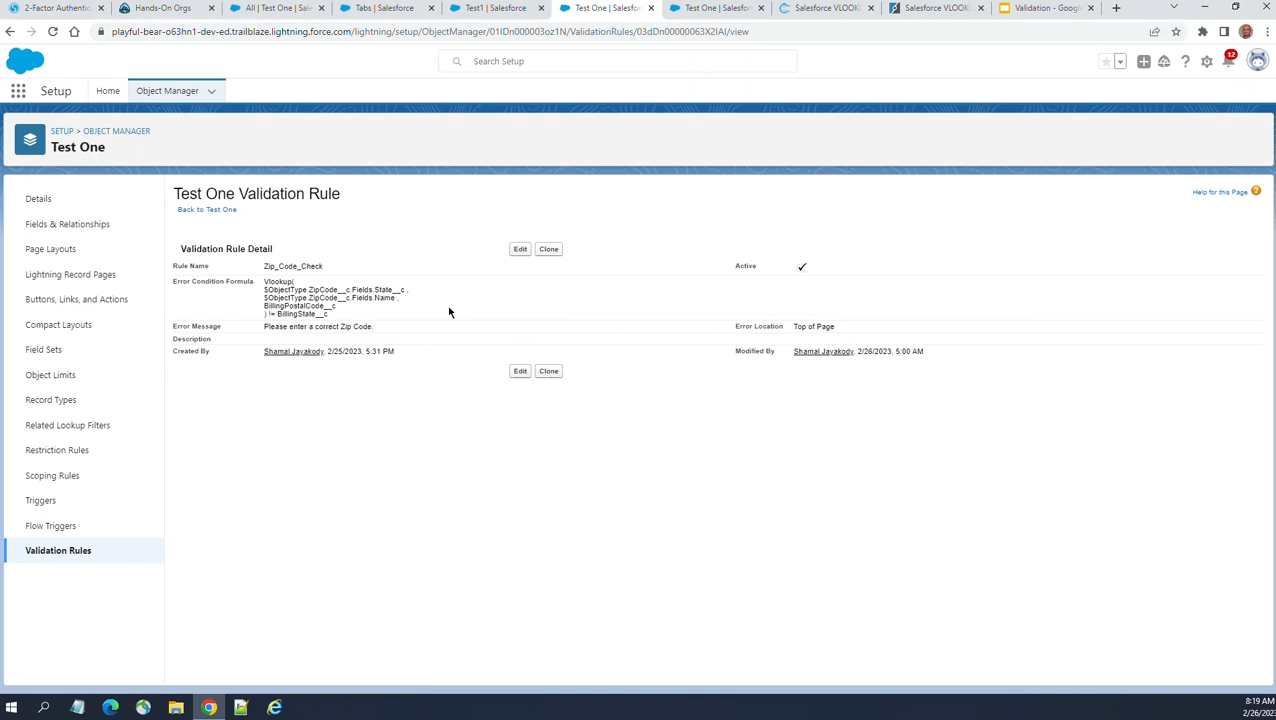 2-Factor Authentic
Hands-On Orgs
All | Test One | Sale
Tabs | Salesforce
Test1 | Salesforce
Test One | Salesfo
Test One | Salesfo
Salesforce VLOOKU
Salesforce VLOOKU
Validation - Google
playful-bear-o63hn1-dev-ed.trailblaze.lightning.force.com/lightning/setup/ObjectManager/01IDn000003oz1N/ValidationRules/03dDn00000063X2IAI/view
Search Setup
12
Setup
Home
Object Manager
SETUP > OBJECT MANAGER
Test One
Details
Fields & Relationships
Page Layouts
Lightning Record Pages
Buttons, Links, and Actions
Compact Layouts
Field Sets
Object Limits
Record Types
Related Lookup Filters
Restriction Rules
Scoping Rules
Triggers
Flow Triggers
Validation Rules
Test One Validation Rule
Back to Test One
Help for this Page
Validation Rule Detail
Edit Clone
Rule Name Zip_Code_Check Active
Error Condition Formula Vlookup(
$ObjectType.ZipCode__c.Fields.State__c ,
$ObjectType.ZipCode__c.Fields.Name ,
BillingPostalCode__c
) != BillingState__c
Error Message Please enter a correct Zip Code. Error Location Top of Page
Description
Created By Shamal Jayakody, 2/25/2023, 5:31 PM Modified By Shamal Jayakody, 2/26/2023, 5:00 AM
Edit Clone
8:19 AM
2/26/2023